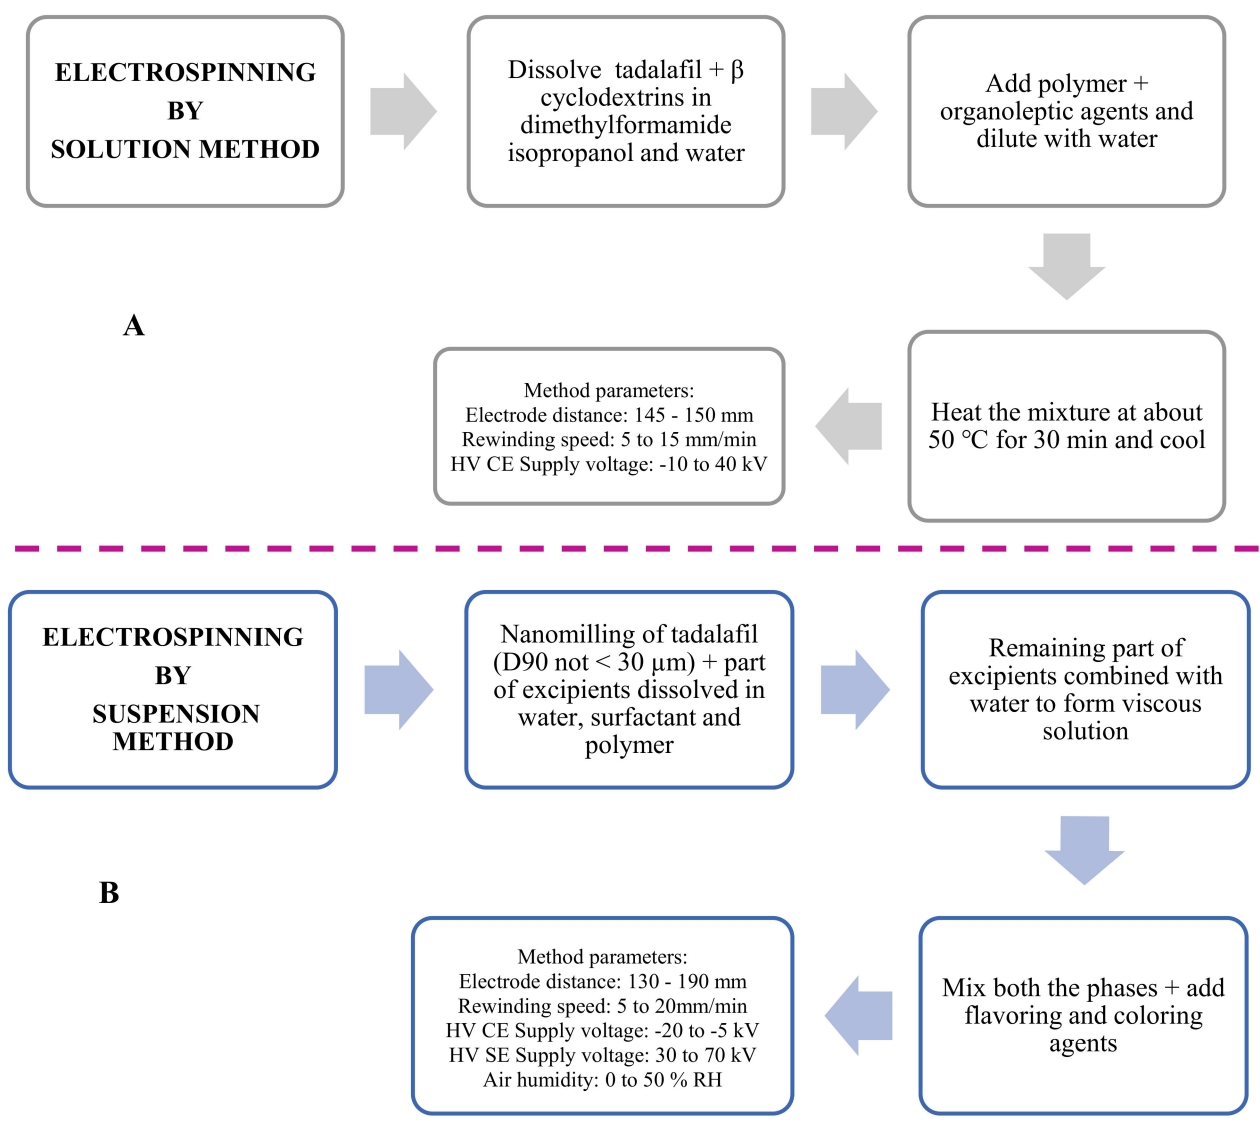 ELECTROSPINNING
BY
SOLUTION METHOD
Dissolve tadalafil + β
cyclodextrins in
dimethylformamide
isopropanol and water
Add polymer +
organoleptic agents and
dilute with water
Heat the mixture at about
50 °C for 30 min and cool
Method parameters:
Electrode distance: 145 - 150 mm
Rewinding speed: 5 to 15 mm/min
HV CE Supply voltage: -10 to 40 kV
A
ELECTROSPINNING
BY
SUSPENSION
METHOD
Nanomilling of tadalafil
(D90 not < 30 µm) + part
of excipients dissolved in
water, surfactant and
polymer
Remaining part of
excipients combined with
water to form viscous
solution
Mix both the phases + add
flavoring and coloring
agents
Method parameters:
Electrode distance: 130 - 190 mm
Rewinding speed: 5 to 20mm/min
HV CE Supply voltage: -20 to -5 kV
HV SE Supply voltage: 30 to 70 kV
Air humidity: 0 to 50 % RH
B